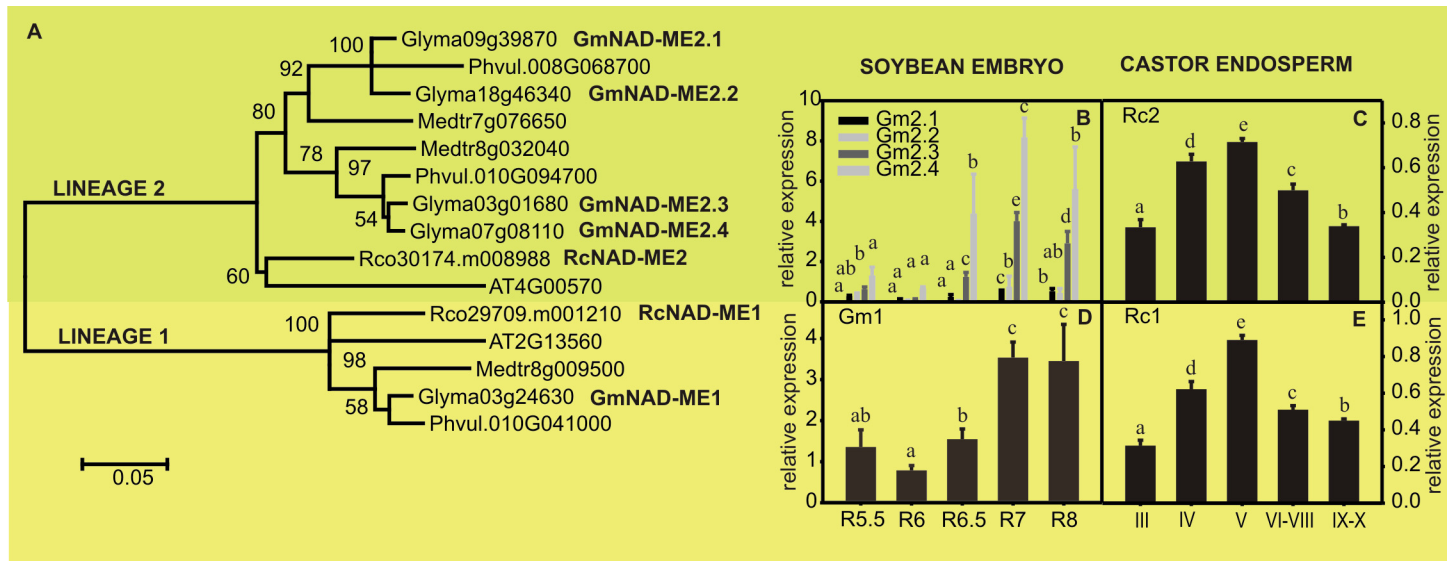 A
100
Glyma09g39870 GmNAD-ME2.1
92
Phvul.008G068700
80
Glyma18g46340 GmNAD-ME2.2
Medtr7g076650
78
Medtr8g032040
97
Phvul.010G094700
LINEAGE 2
Glyma03g01680 GmNAD-ME2.3
54
Glyma07g08110 GmNAD-ME2.4
Rco30174.m008988 RcNAD-ME2
60
AT4G00570
100
Rco29709.m001210 RcNAD-ME1
LINEAGE 1
AT2G13560
98
Medtr8g009500
Glyma03g24630 GmNAD-ME1
58
Phvul.010G041000
0.05
SOYBEAN EMBRYO
CASTOR ENDOSPERM
relative expression
10
8
6
4
2
0
Gm2.1
Gm2.2
Gm2.3
Gm2.4
B
a ab b a
a a a a
a a c b
c b e c
b ab d b
Rc2
C
a d e c b
0.8
0.6
0.4
0.2
0.0
relative expression
relative expression
4
3
2
1
0
Gm1
D
ab a b c c
R5.5 R6 R6.5 R7 R8
Rc1
E
a d e c b
1.0
0.8
0.6
0.4
0.2
0.0
relative expression
III IV V VI-VIII IX-X